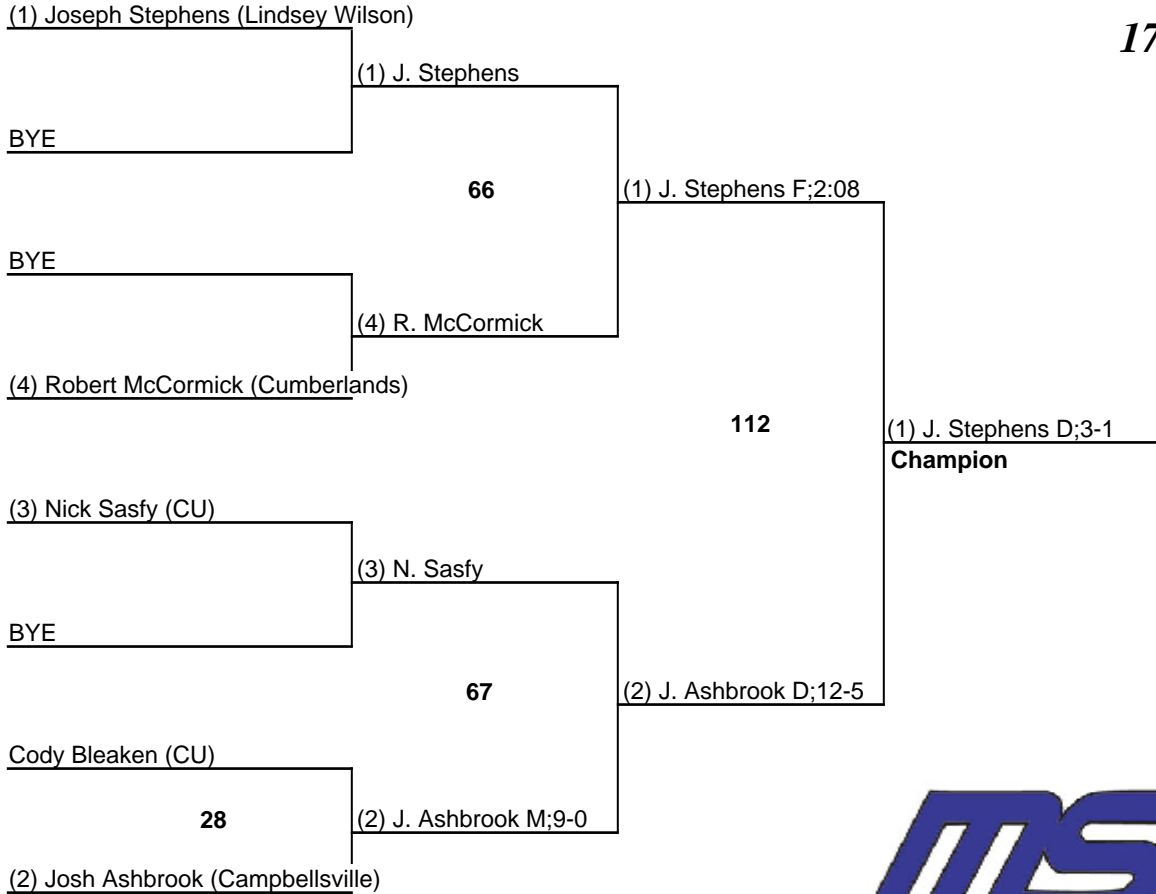 (1) Joseph Stephens (Lindsey Wilson)
17
(1) J. Stephens
BYE
66
(1) J. Stephens F;2:08
BYE
(4) R. McCormick
(4) Robert McCormick (Cumberlands)
112
(1) J. Stephens D;3-1
Champion
(3) Nick Sasfy (CU)
(3) N. Sasfy
BYE
67
(2) J. Ashbrook D;12-5
Cody Bleaken (CU)
28
(2) J. Ashbrook M;9-0
(2) Josh Ashbrook (Campbellsville)
MS